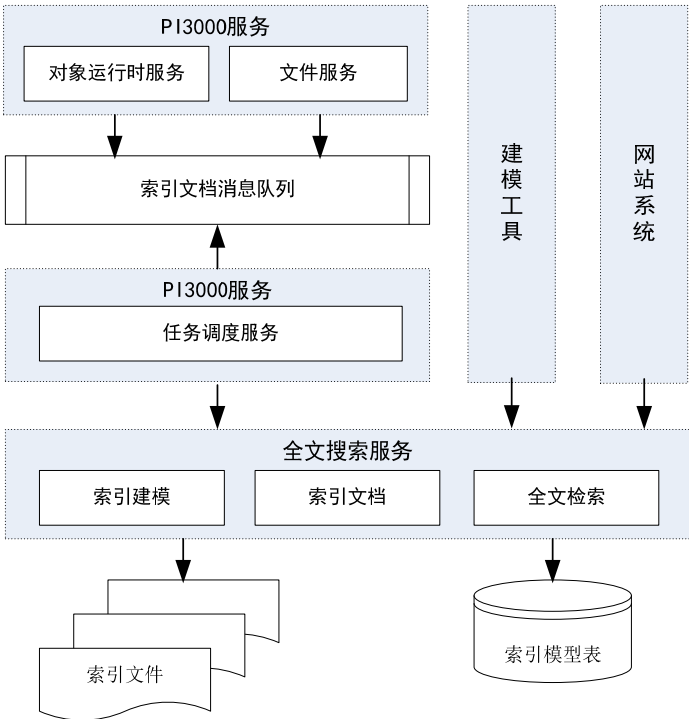 PI3000服务
对象运行时服务
文件服务
索引文档消息队列
PI3000服务
任务调度服务
建模工具
网站系统
全文搜索服务
索引建模
索引文档
全文检索
索引文件
索引模型表